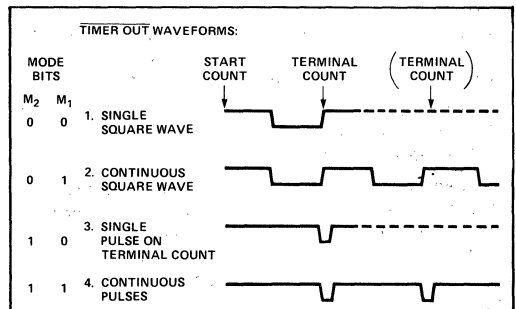 TIMER OUT WAVEFORMS:
MODE BITS
START COUNT
TERMINAL COUNT
(TERMINAL COUNT)
M2 M1
0 0 1. SINGLE SQUARE WAVE
0 1 2. CONTINUOUS SQUARE WAVE
1 0 3. SINGLE PULSE ON TERMINAL COUNT
1 1 4. CONTINUOUS PULSES